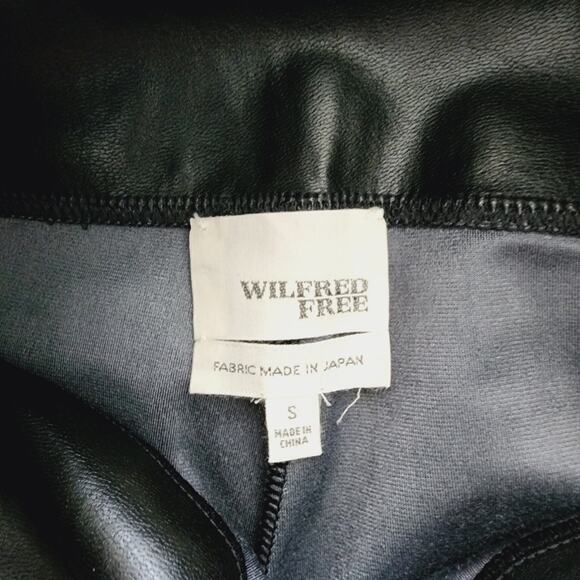 WILFRED
FREE
FABRIC MADE IN JAPAN
S
MADE IN
CHINA